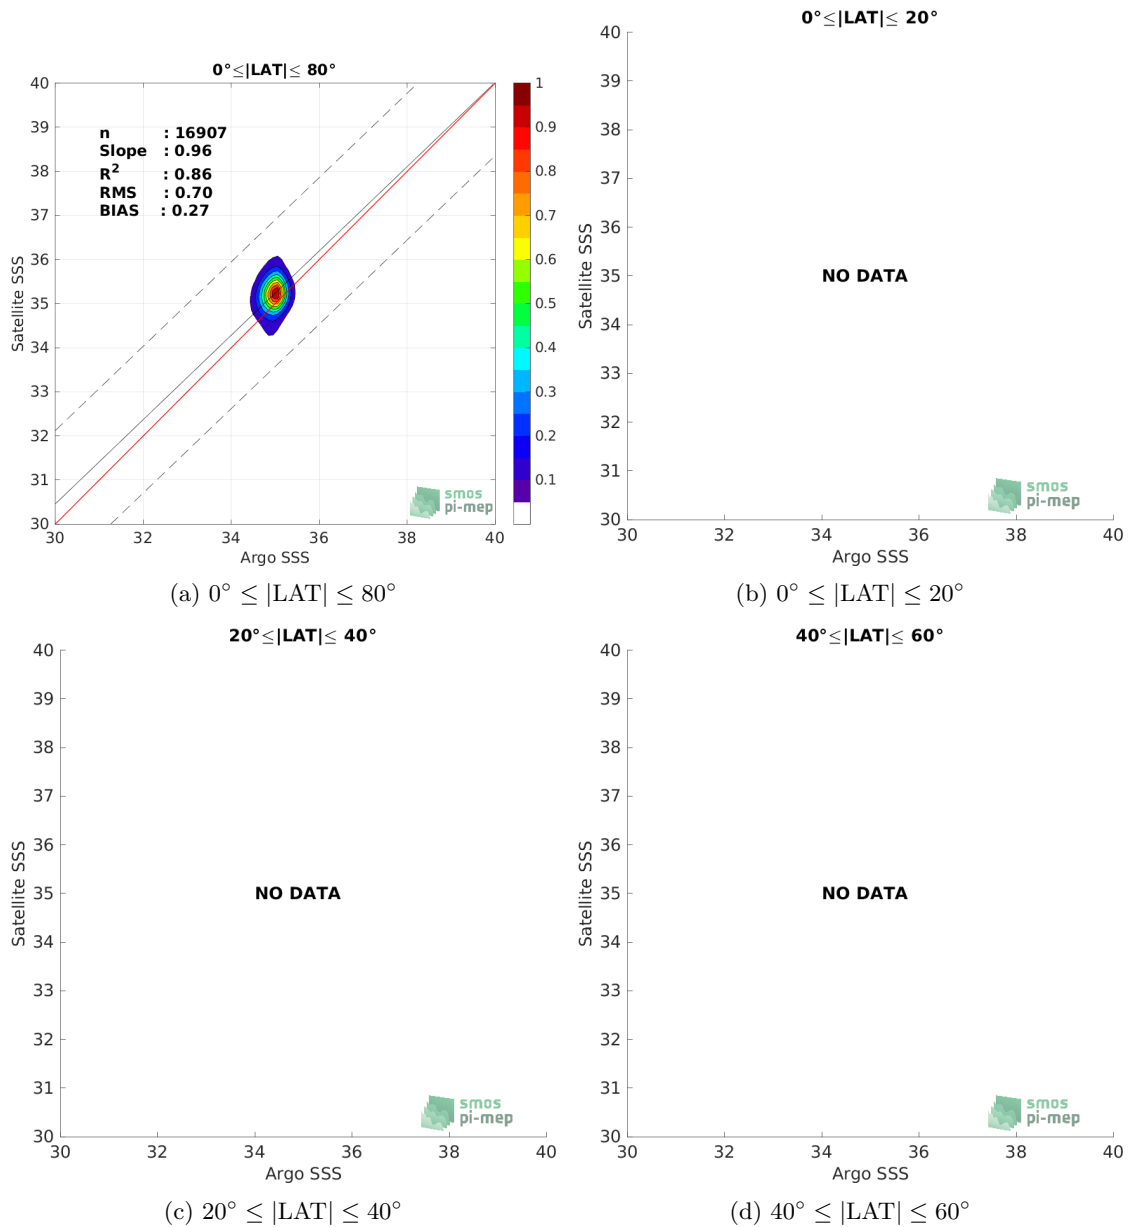 0°≤|LAT|≤ 80°
40
39
38
37
36
35
34
33
32
31
30
n : 16907
Slope : 0.96
R² : 0.86
RMS : 0.70
BIAS : 0.27
Satellite SSS
30 32 34 36 38 40
Argo SSS
1
0.9
0.8
0.7
0.6
0.5
0.4
0.3
0.2
0.1
smos
pi-mep
(a) 0° ≤ |LAT| ≤ 80°
0°≤|LAT|≤ 20°
40
39
38
37
36
35
34
33
32
31
30
Satellite SSS
NO DATA
smos
pi-mep
30 32 34 36 38 40
Argo SSS
(b) 0° ≤ |LAT| ≤ 20°
20°≤|LAT|≤ 40°
40
39
38
37
36
35
34
33
32
31
30
Satellite SSS
NO DATA
smos
pi-mep
30 32 34 36 38 40
Argo SSS
(c) 20° ≤ |LAT| ≤ 40°
40°≤|LAT|≤ 60°
40
39
38
37
36
35
34
33
32
31
30
Satellite SSS
NO DATA
smos
pi-mep
30 32 34 36 38 40
Argo SSS
(d) 40° ≤ |LAT| ≤ 60°